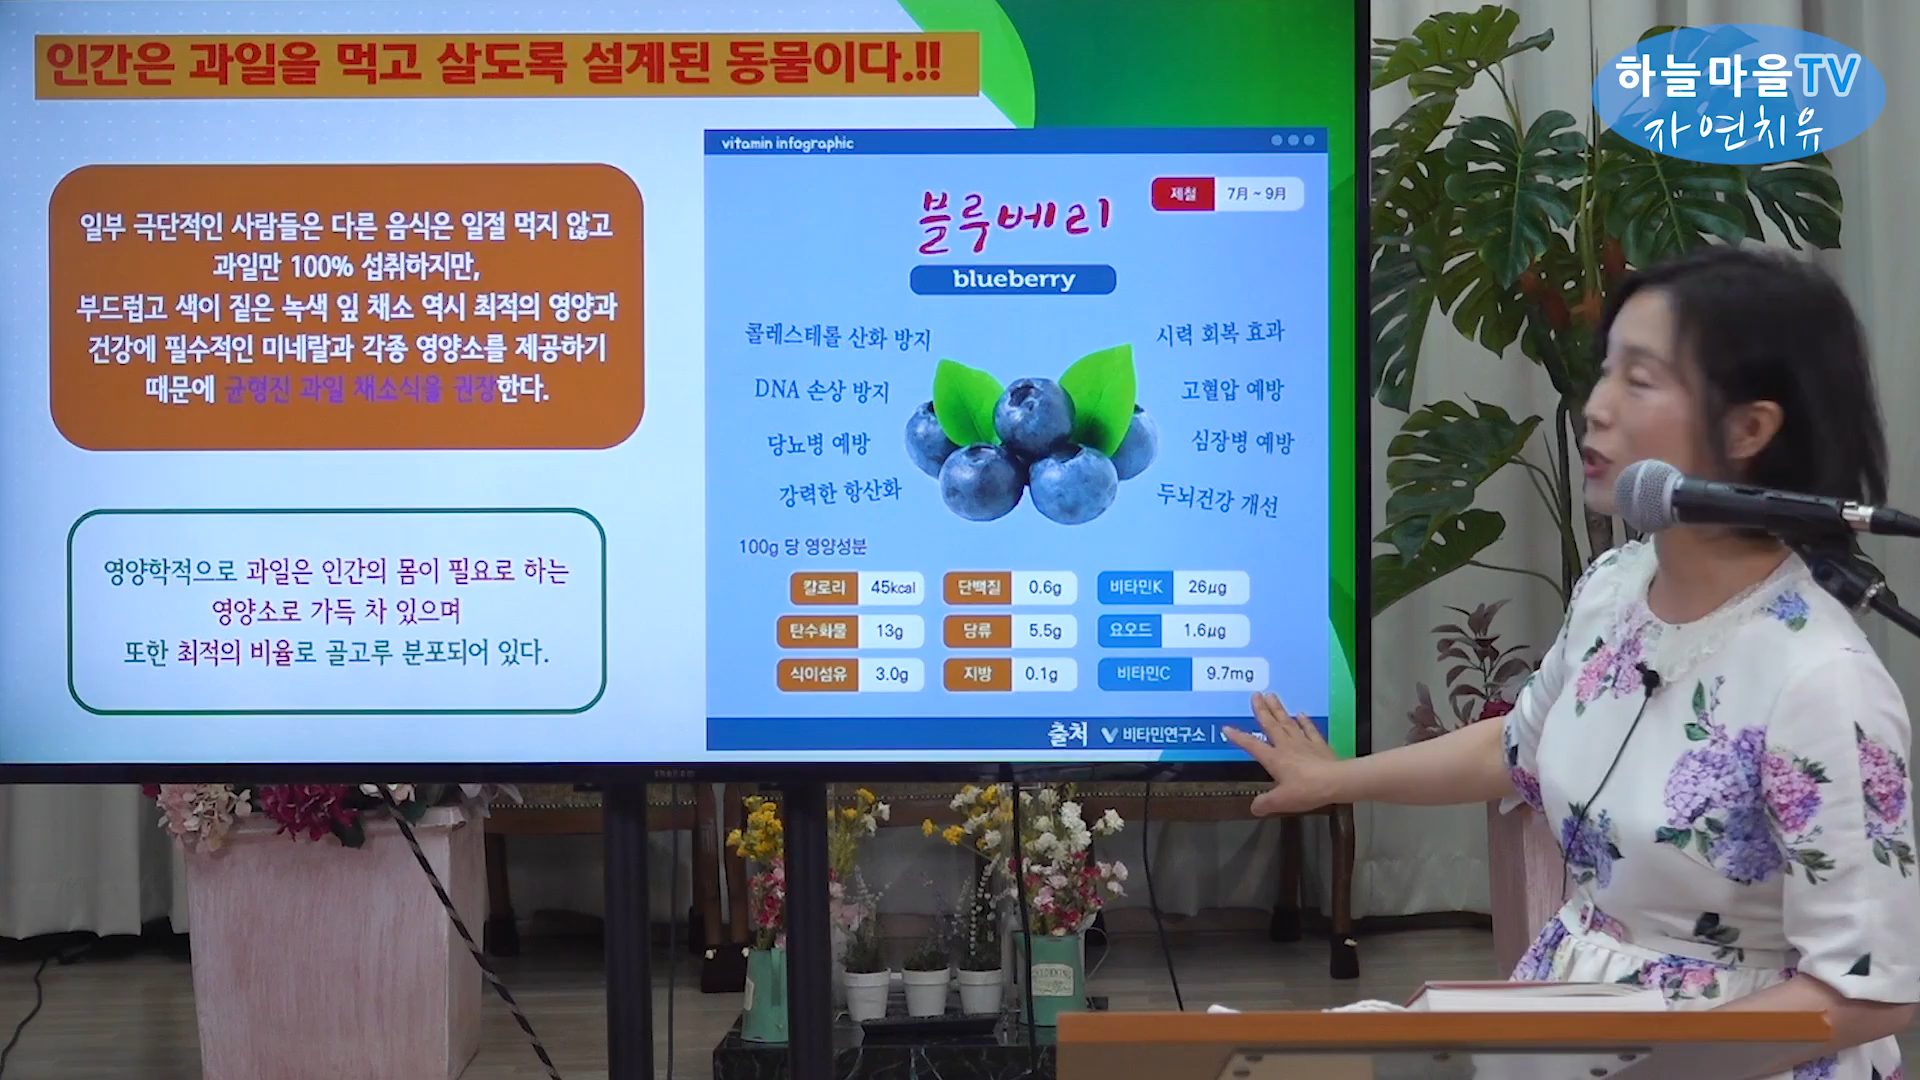 인간은 과일을 먹고 살도록 설계된 동물이다.!!
하늘마을TV
자연치유
일부 극단적인 사람들은 다른 음식은 일절 먹지 않고
과일만 100% 섭취하지만,
부드럽고 색이 짙은 녹색 잎 채소 역시 최적의 영양과
건강에 필수적인 미네랄과 각종 영양소를 제공하기
때문에 균형진 과일 채소식을 권장한다.
영양학적으로 과일은 인간의 몸이 필요로 하는
영양소로 가득 차 있으며
또한 최적의 비율로 골고루 분포되어 있다.
vitamin infographic
제철 7月 ~ 9月
블루베리
blueberry
콜레스테롤 산화 방지 시력 회복 효과
DNA 손상 방지 고혈압 예방
당뇨병 예방 심장병 예방
강력한 항산화 두뇌건강 개선
100g 당 영양성분
칼로리 45kcal 단백질 0.6g 비타민K 26µg
탄수화물 13g 당류 5.5g 요오드 1.6µg
식이섬유 3.0g 지방 0.1g 비타민C 9.7mg
출처 V 비타민연구소 |